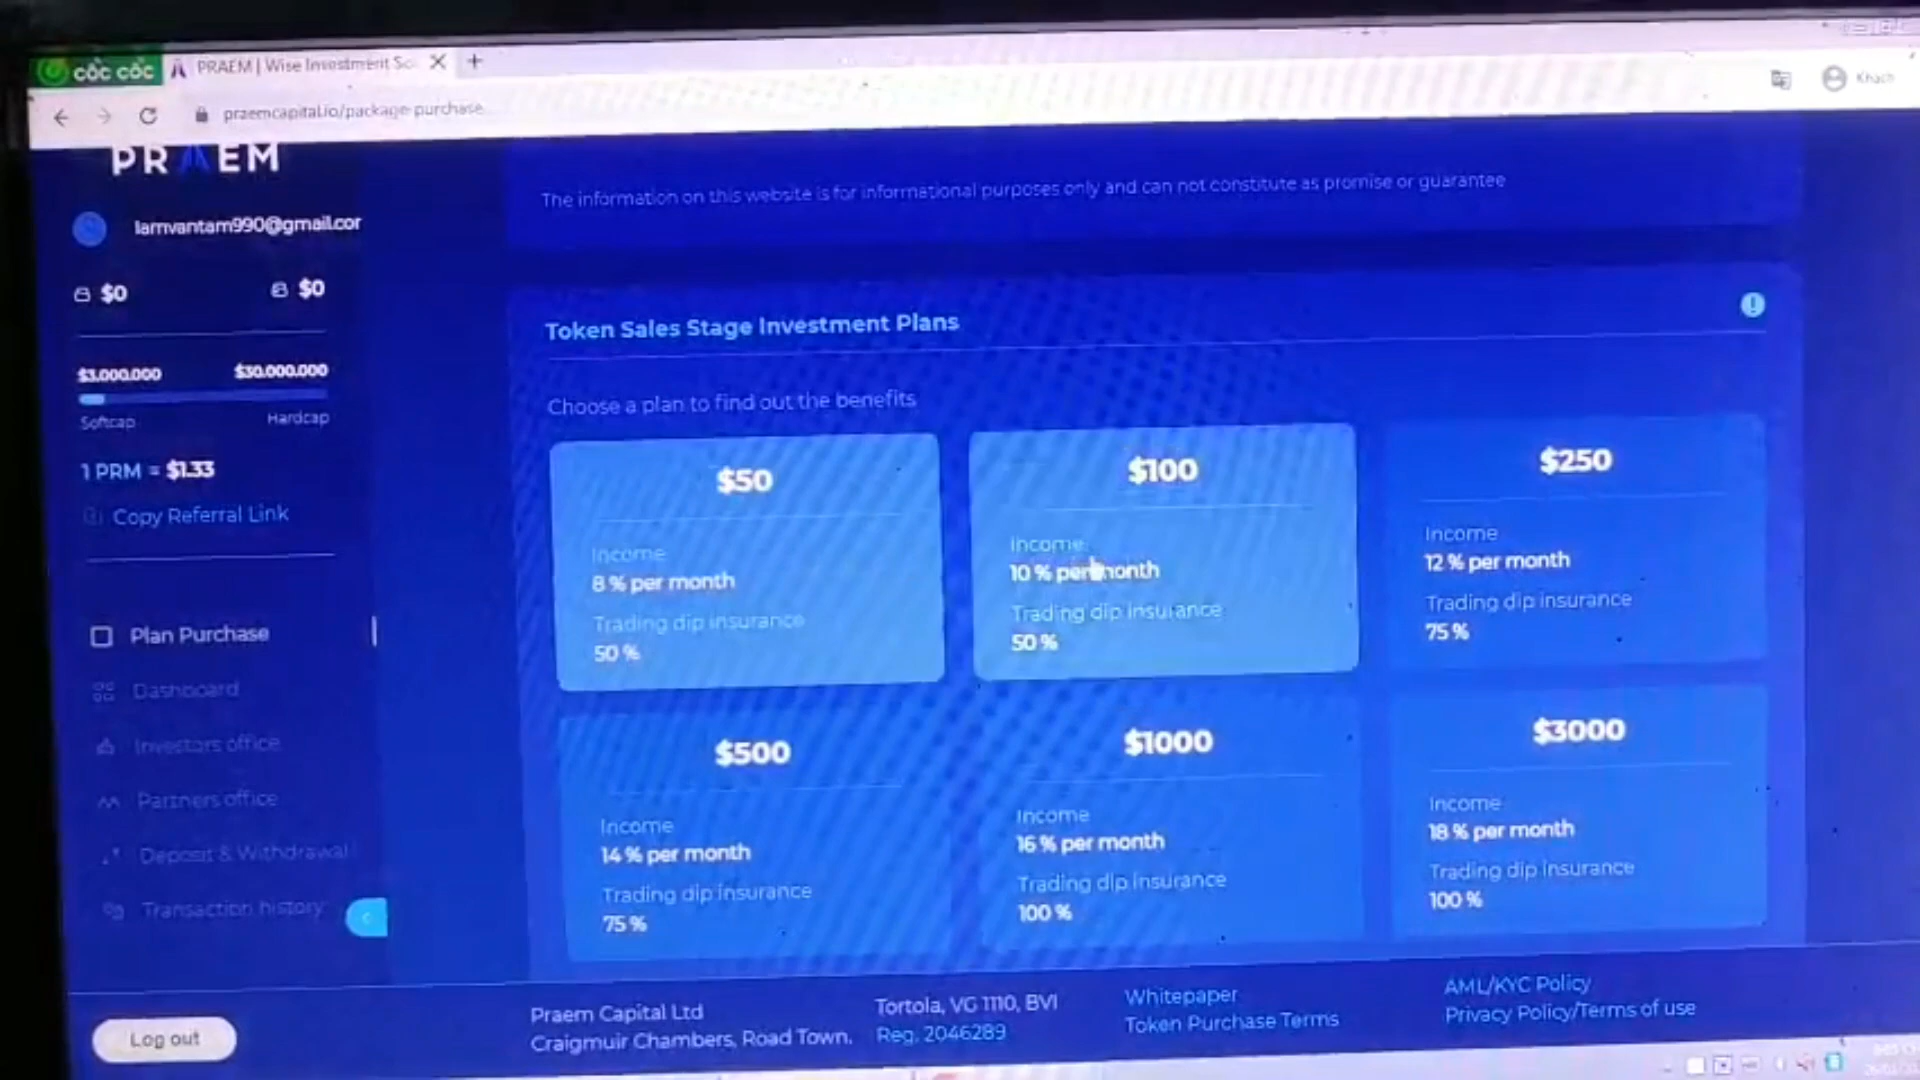 cốc cốc
PRAEM | Wise Investment So
praemcapital.io/package-purchase
Khách
PRAEM
lamvantam990@gmail.com
$0
$0
$3.000.000
$30.000.000
Softcap
Hardcap
1 PRM = $1.33
Copy Referral Link
Plan Purchase
Dashboard
Investors office
Partners office
Deposit & Withdrawal
Transaction history
Log out
The information on this website is for informational purposes only and can not constitute as promise or guarantee
Token Sales Stage Investment Plans
Choose a plan to find out the benefits
$50
Income
8 % per month
Trading dip insurance
50 %
$100
Income
10 % per month
Trading dip insurance
50 %
$250
Income
12 % per month
Trading dip insurance
75 %
$500
Income
14 % per month
Trading dip insurance
75 %
$1000
Income
16 % per month
Trading dip insurance
100 %
$3000
Income
18 % per month
Trading dip insurance
100 %
Praem Capital Ltd
Craigmuir Chambers, Road Town,
Tortola, VG 1110, BVI
Reg. 2046289
Whitepaper
Token Purchase Terms
AML/KYC Policy
Privacy Policy/Terms of use